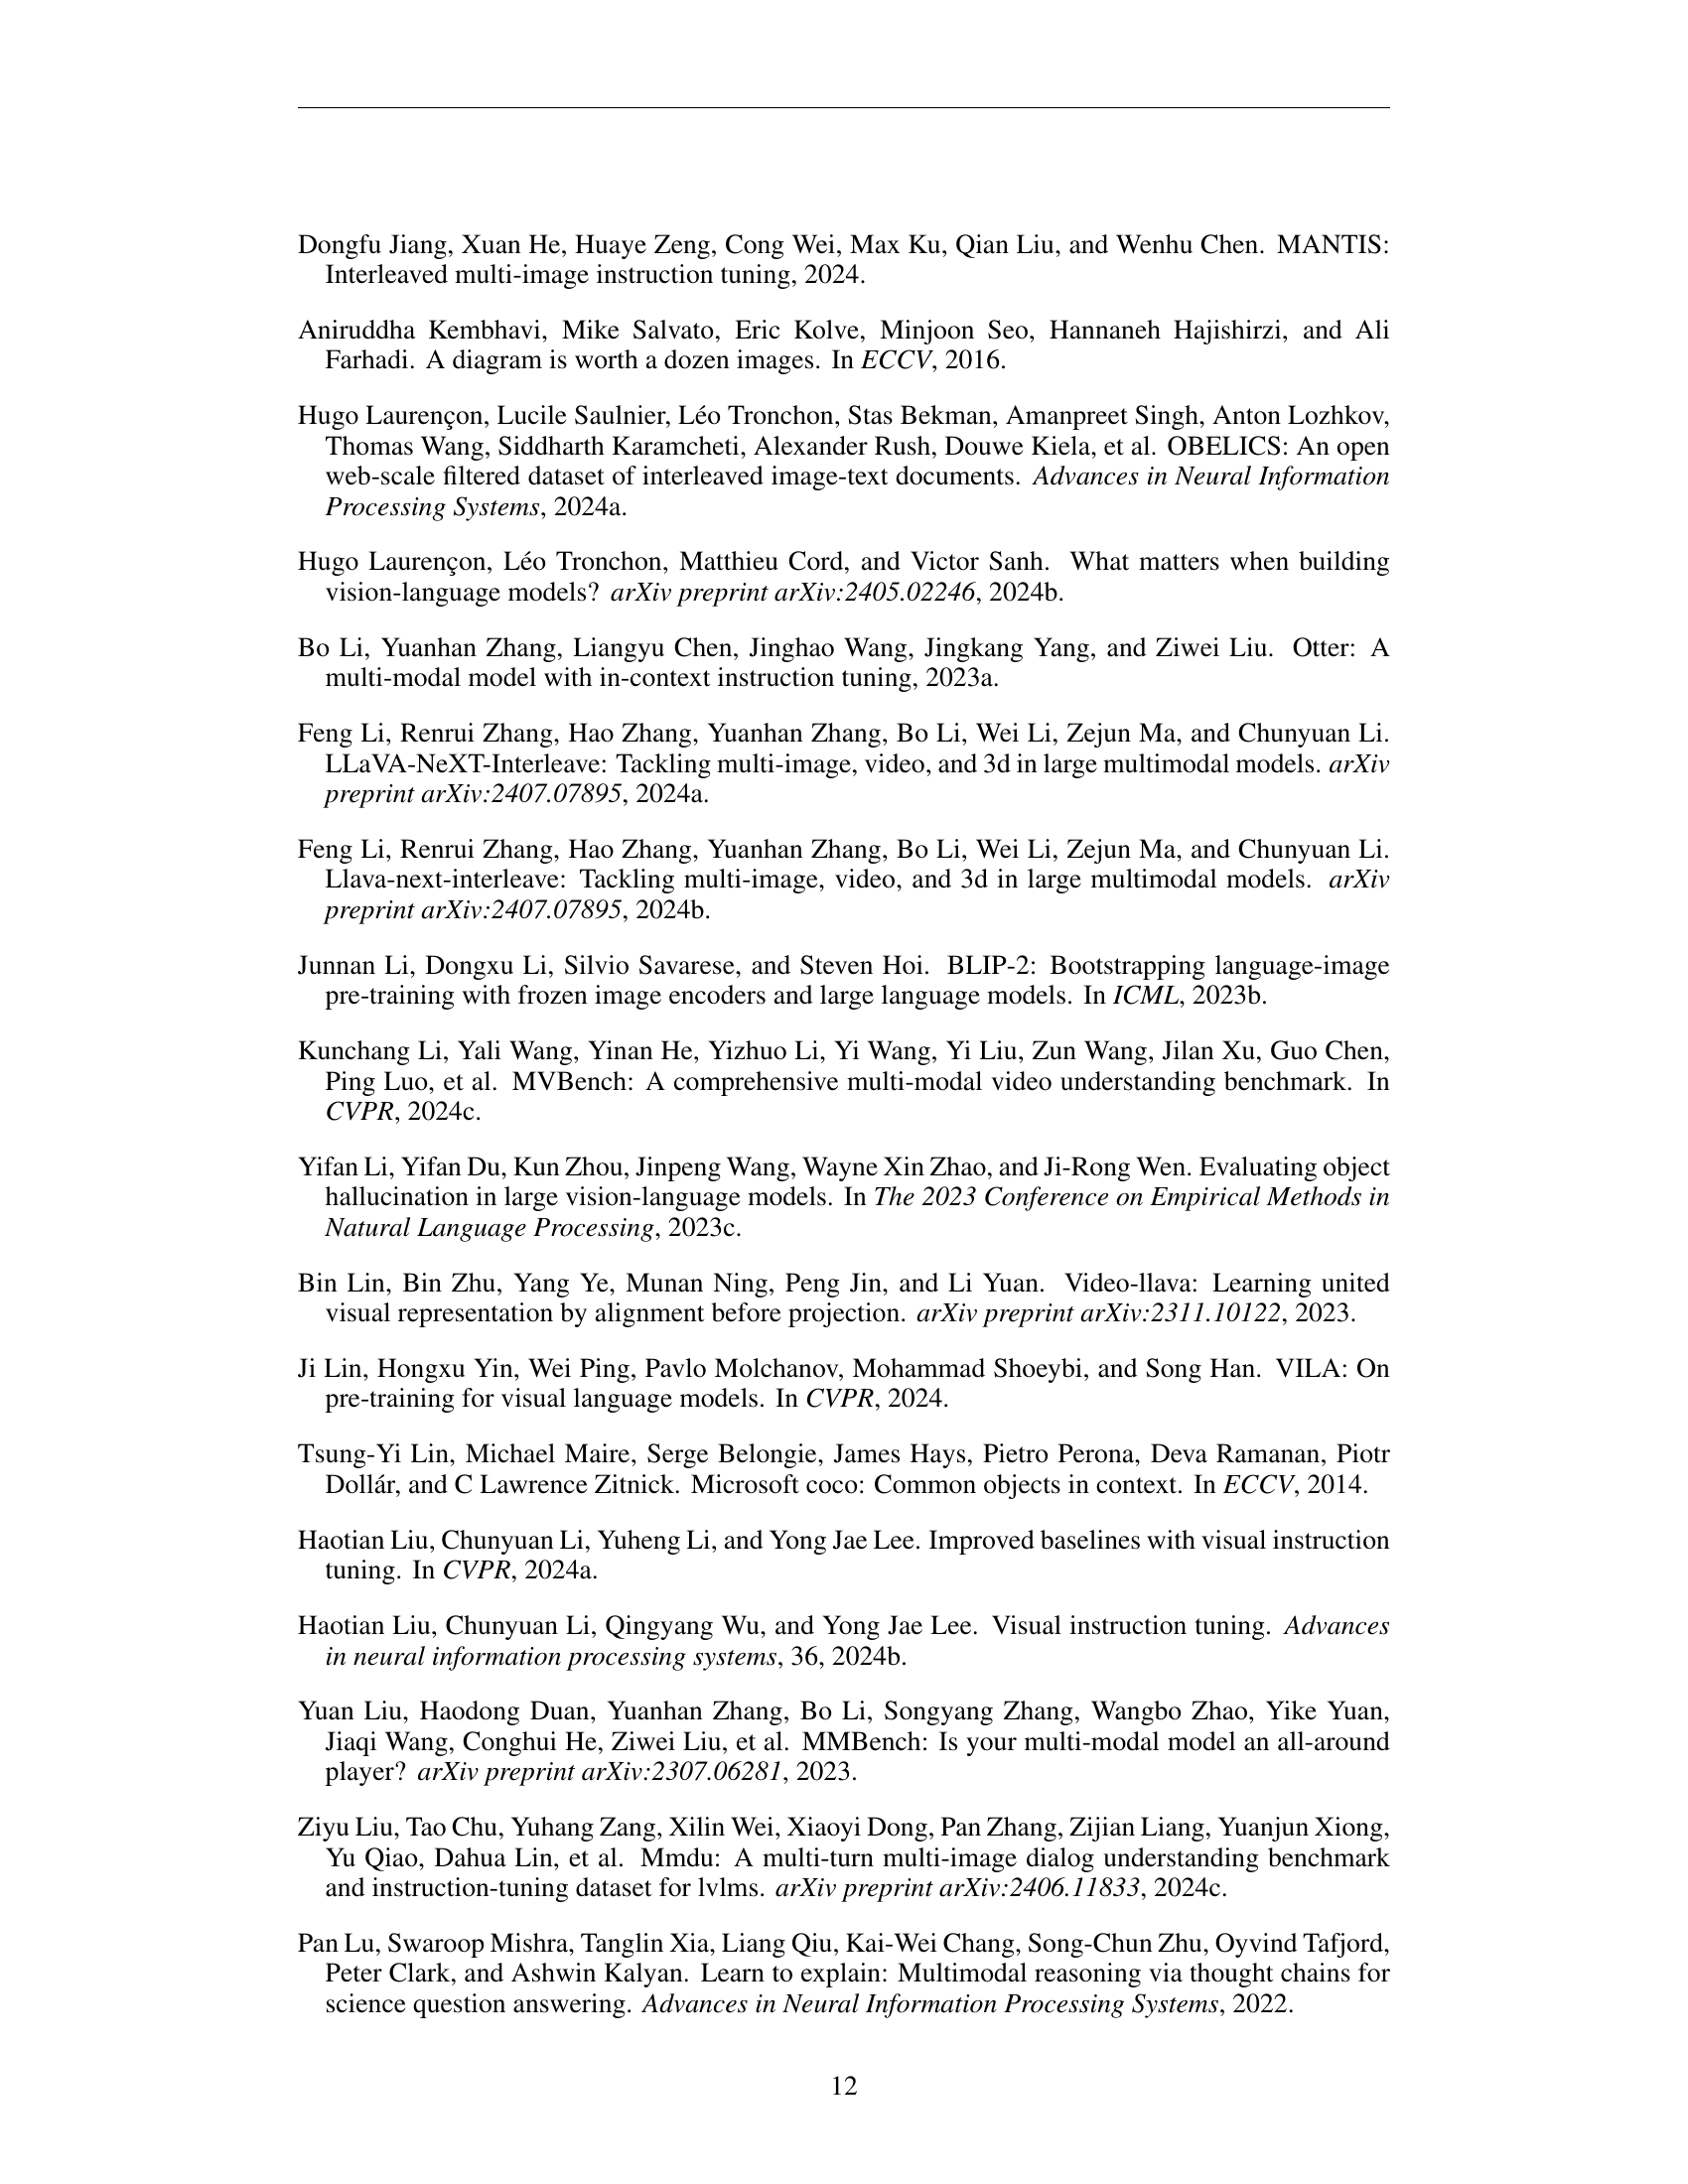 Dongfu Jiang, Xuan He, Huaye Zeng, Cong Wei, Max Ku, Qian Liu, and Wenhu Chen. MANTIS:
Interleaved multi-image instruction tuning, 2024.
Aniruddha Kembhavi, Mike Salvato, Eric Kolve, Minjoon Seo, Hannaneh Hajishirzi, and Ali
Farhadi. A diagram is worth a dozen images. In ECCV, 2016.
Hugo Laurençon, Lucile Saulnier, Léo Tronchon, Stas Bekman, Amanpreet Singh, Anton Lozhkov,
Thomas Wang, Siddharth Karamcheti, Alexander Rush, Douwe Kiela, et al. OBELICS: An open
web-scale filtered dataset of interleaved image-text documents. Advances in Neural Information
Processing Systems, 2024a.
Hugo Laurençon, Léo Tronchon, Matthieu Cord, and Victor Sanh. What matters when building
vision-language models? arXiv preprint arXiv:2405.02246, 2024b.
Bo Li, Yuanhan Zhang, Liangyu Chen, Jinghao Wang, Jingkang Yang, and Ziwei Liu. Otter: A
multi-modal model with in-context instruction tuning, 2023a.
Feng Li, Renrui Zhang, Hao Zhang, Yuanhan Zhang, Bo Li, Wei Li, Zejun Ma, and Chunyuan Li.
LLaVA-NeXT-Interleave: Tackling multi-image, video, and 3d in large multimodal models. arXiv
preprint arXiv:2407.07895, 2024a.
Feng Li, Renrui Zhang, Hao Zhang, Yuanhan Zhang, Bo Li, Wei Li, Zejun Ma, and Chunyuan Li.
Llava-next-interleave: Tackling multi-image, video, and 3d in large multimodal models. arXiv
preprint arXiv:2407.07895, 2024b.
Junnan Li, Dongxu Li, Silvio Savarese, and Steven Hoi. BLIP-2: Bootstrapping language-image
pre-training with frozen image encoders and large language models. In ICML, 2023b.
Kunchang Li, Yali Wang, Yinan He, Yizhuo Li, Yi Wang, Yi Liu, Zun Wang, Jilan Xu, Guo Chen,
Ping Luo, et al. MVBench: A comprehensive multi-modal video understanding benchmark. In
CVPR, 2024c.
Yifan Li, Yifan Du, Kun Zhou, Jinpeng Wang, Wayne Xin Zhao, and Ji-Rong Wen. Evaluating object
hallucination in large vision-language models. In The 2023 Conference on Empirical Methods in
Natural Language Processing, 2023c.
Bin Lin, Bin Zhu, Yang Ye, Munan Ning, Peng Jin, and Li Yuan. Video-llava: Learning united
visual representation by alignment before projection. arXiv preprint arXiv:2311.10122, 2023.
Ji Lin, Hongxu Yin, Wei Ping, Pavlo Molchanov, Mohammad Shoeybi, and Song Han. VILA: On
pre-training for visual language models. In CVPR, 2024.
Tsung-Yi Lin, Michael Maire, Serge Belongie, James Hays, Pietro Perona, Deva Ramanan, Piotr
Dollár, and C Lawrence Zitnick. Microsoft coco: Common objects in context. In ECCV, 2014.
Haotian Liu, Chunyuan Li, Yuheng Li, and Yong Jae Lee. Improved baselines with visual instruction
tuning. In CVPR, 2024a.
Haotian Liu, Chunyuan Li, Qingyang Wu, and Yong Jae Lee. Visual instruction tuning. Advances
in neural information processing systems, 36, 2024b.
Yuan Liu, Haodong Duan, Yuanhan Zhang, Bo Li, Songyang Zhang, Wangbo Zhao, Yike Yuan,
Jiaqi Wang, Conghui He, Ziwei Liu, et al. MMBench: Is your multi-modal model an all-around
player? arXiv preprint arXiv:2307.06281, 2023.
Ziyu Liu, Tao Chu, Yuhang Zang, Xilin Wei, Xiaoyi Dong, Pan Zhang, Zijian Liang, Yuanjun Xiong,
Yu Qiao, Dahua Lin, et al. Mmdu: A multi-turn multi-image dialog understanding benchmark
and instruction-tuning dataset for lvlms. arXiv preprint arXiv:2406.11833, 2024c.
Pan Lu, Swaroop Mishra, Tanglin Xia, Liang Qiu, Kai-Wei Chang, Song-Chun Zhu, Oyvind Tafjord,
Peter Clark, and Ashwin Kalyan. Learn to explain: Multimodal reasoning via thought chains for
science question answering. Advances in Neural Information Processing Systems, 2022.
12